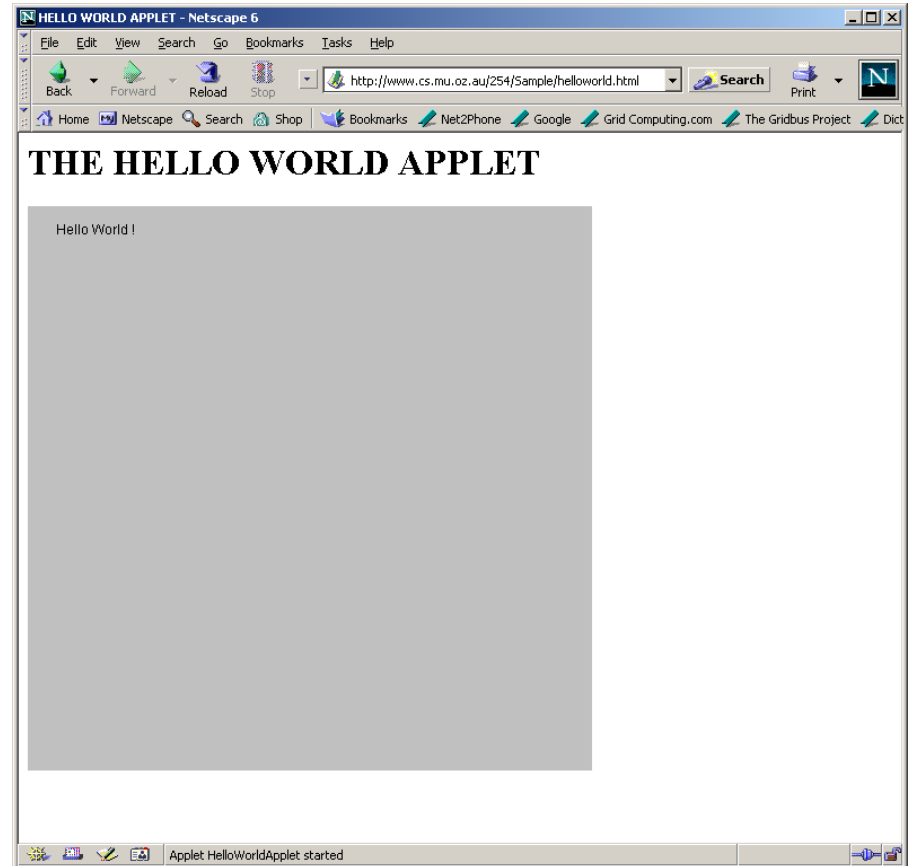 HELLO WORLD APPLET - Netscape 6
File Edit View Search Go Bookmarks Tasks Help
http://www.cs.mu.oz.au/254/Sample/helloworld.html Search
Back Forward Reload Stop Print
N
Home Netscape Search Shop Bookmarks Net2Phone Google Grid Computing.com The Gridbus Project Dict
THE HELLO WORLD APPLET
Hello World !
Applet HelloWorldApplet started